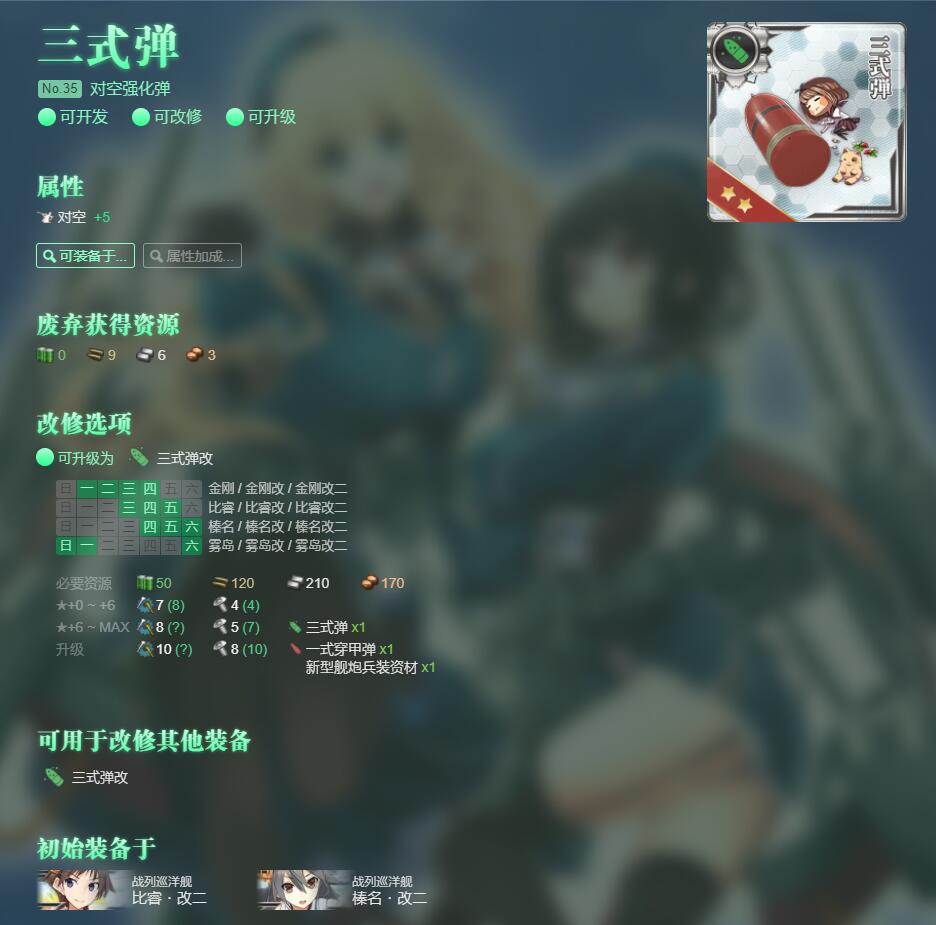 三式弹
No.35 对空强化弹
可开发 可改修 可升级
三式弹
属性
对空 +5
可装备于... 属性加成...
废弃获得资源
0 9 6 3
改修选项
可升级为 三式弹改
日 一 二 三 四 五 六 金刚 / 金刚改 / 金刚改二
日 一 二 三 四 五 六 比睿 / 比睿改 / 比睿改二
日 一 二 三 四 五 六 榛名 / 榛名改 / 榛名改二
日 一 二 三 四 五 六 雾岛 / 雾岛改 / 雾岛改二
必要资源 50 120 210 170
★+0 ~ +6 7 (8) 4 (4)
★+6 ~ MAX 8 (?) 5 (7) 三式弹 x1
升级 10 (?) 8 (10) 一式穿甲弹 x1
新型舰炮兵装资材 x1
可用于改修其他装备
三式弹改
初始装备于
战列巡洋舰
比睿・改二
战列巡洋舰
榛名・改二